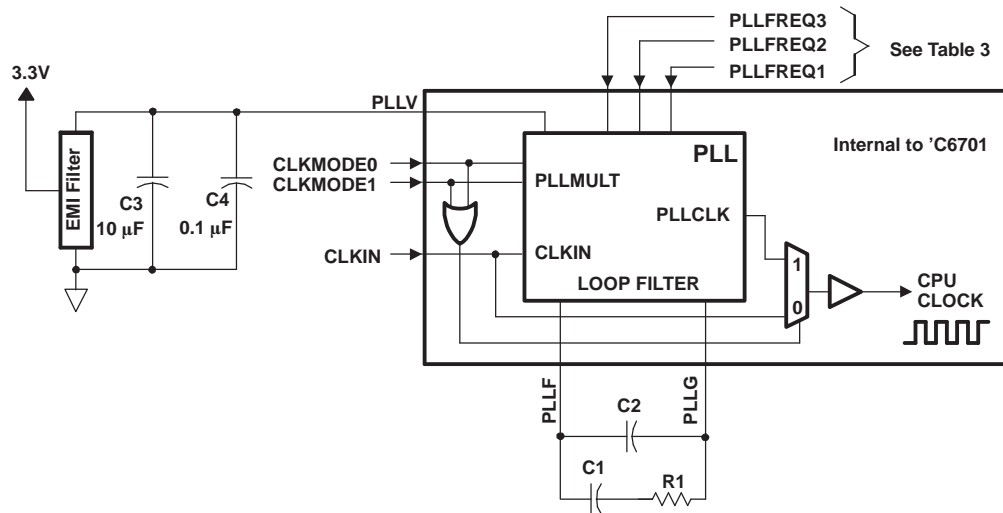 PLLFREQ3
PLLFREQ2
PLLFREQ1
See Table 3
3.3V
PLLV
Internal to 'C6701
PLL
EMI Filter
C3
10 µF
C4
0.1 µF
CLKMODE0
CLKMODE1
PLLMULT
PLLCLK
CLKIN
CLKIN
LOOP FILTER
1
0
CPU
CLOCK
PLLF
PLLG
C2
C1
R1